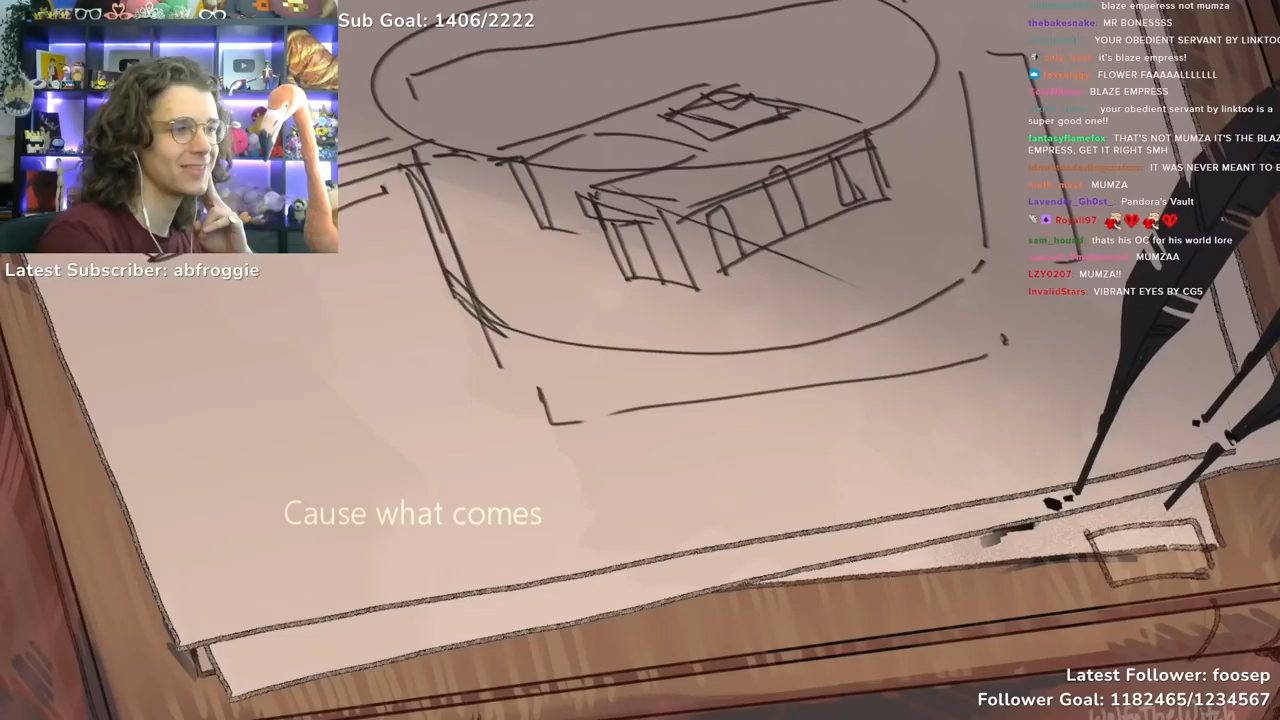 Sub Goal: 1406/2222
Latest Subscriber: abfroggie
blaze empress not mumza
thebakesnake: MR BONESSSS
YOUR OBEDIENT SERVANT BY LINKTOO
it's blaze empress!
FLOWER FAAAAALLLLLLL
BLAZE EMPRESS
your obedient servant by linktoo is a
super good one!!
fantasyflamefox: THAT'S NOT MUMZA IT'S THE BLAZ
EMPRESS, GET IT RIGHT SMH
IT WAS NEVER MEANT TO B
MUMZA
Lavender_Gh0st_: Pandora's Vault
Rosali97
sam_hound: thats his OC for his world lore
MUMZAA
LZY0207: MUMZA!!
InvalidStars: VIBRANT EYES BY CG5
Cause what comes
Latest Follower: foosep
Follower Goal: 1182465/1234567